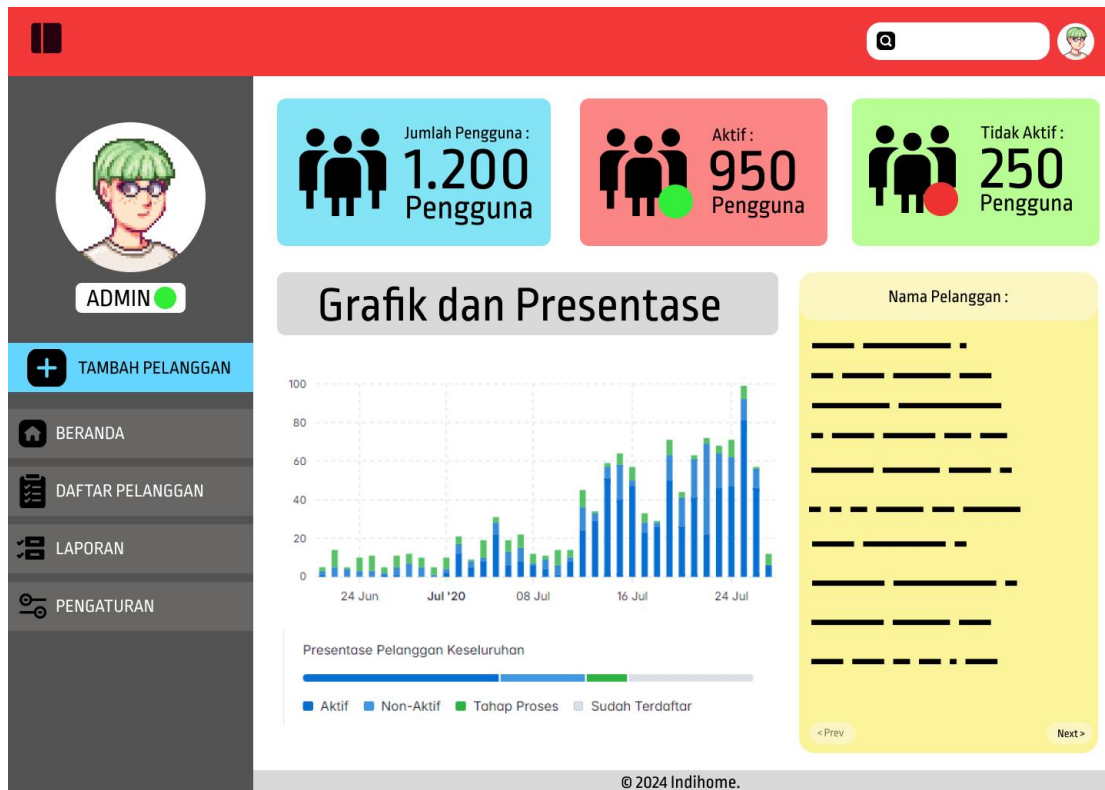 Jumlah Pengguna :
1.200
Pengguna
Aktif :
950
Pengguna
Tidak Aktif :
250
Pengguna
ADMIN
TAMBAH PELANGGAN
BERANDA
DAFTAR PELANGGAN
LAPORAN
PENGATURAN
Grafik dan Presentase
100
80
60
40
20
0
24 Jun Jul '20 08 Jul 16 Jul 24 Jul
Presentase Pelanggan Keseluruhan
Aktif Non-Aktif Tahap Proses Sudah Terdaftar
Nama Pelanggan :
< Prev Next >
© 2024 Indihome.